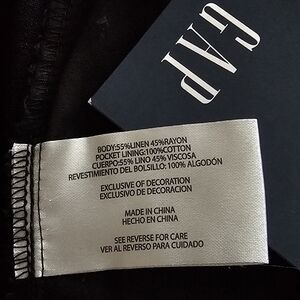 GAP
BODY:55%LINEN 45%RAYON
POCKET LINING:100%COTTON
CUERPO:55% LINO 45% VISCOSA
REVESTIMIENTO DEL BOLSILLO: 100% ALGODÓN
EXCLUSIVE OF DECORATION
EXCLUSIVO DE DECORACION
MADE IN CHINA
HECHO EN CHINA
SEE REVERSE FOR CARE
VER AL REVERSO PARA CUIDADO